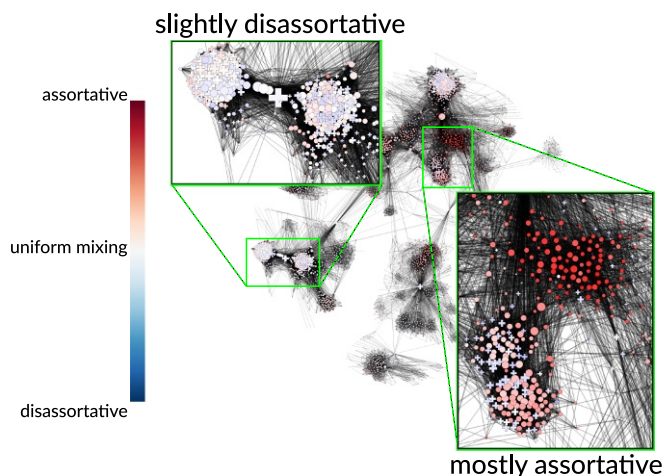 slightly disassortative
assortative
uniform mixing
disassortative
mostly assortative